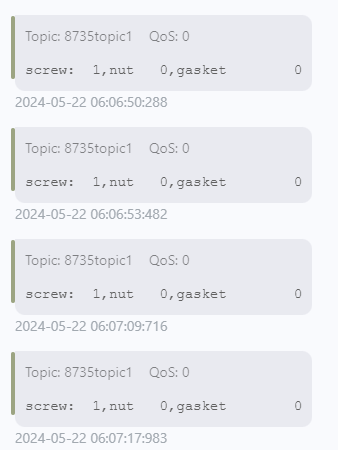 Topic: 8735topic1 QoS: 0
screw: 1,nut 0,gasket 0
2024-05-22 06:06:50:288
Topic: 8735topic1 QoS: 0
screw: 1,nut 0,gasket 0
2024-05-22 06:06:53:482
Topic: 8735topic1 QoS: 0
screw: 1,nut 0,gasket 0
2024-05-22 06:07:09:716
Topic: 8735topic1 QoS: 0
screw: 1,nut 0,gasket 0
2024-05-22 06:07:17:983